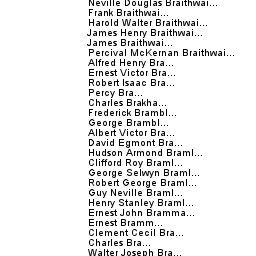 Neville Douglas Braithwai...
Frank Braithwai...
Harold Walter Braithwai...
James Henry Braithwai...
James Braithwai...
Percival McKernan Braithwai...
Alfred Henry Bra...
Ernest Victor Bra...
Robert Isaac Bra...
Percy Bra...
Charles Brakha...
Frederick Brambl...
George Brambl...
Albert Victor Bra...
David Egmont Bra...
Hudson Armond Braml...
Clifford Roy Braml...
George Selwyn Braml...
Robert George Braml...
Guy Neville Braml...
Henry Stanley Braml...
Ernest John Bramma...
Ernest Bramm...
Clement Cecil Bra...
Charles Bra...
Walter Joseph Bra...